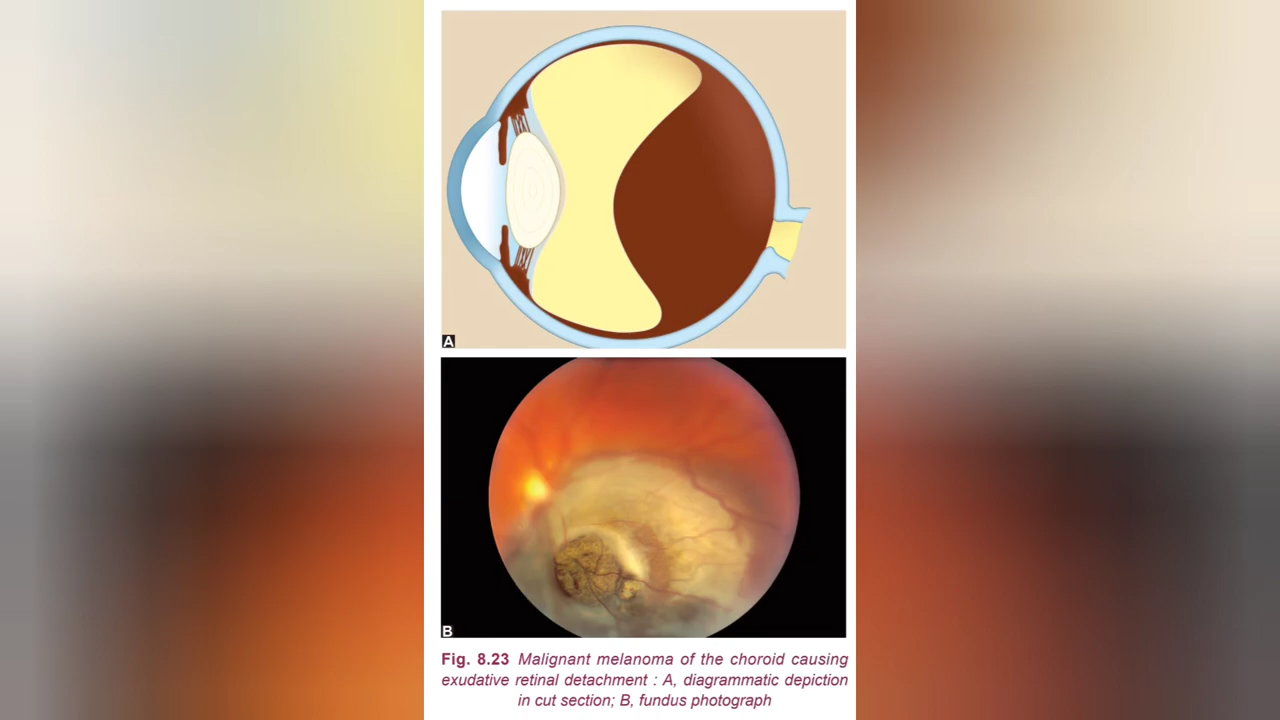 A
B
Fig. 8.23 Malignant melanoma of the choroid causing
exudative retinal detachment : A, diagrammatic depiction
in cut section; B, fundus photograph